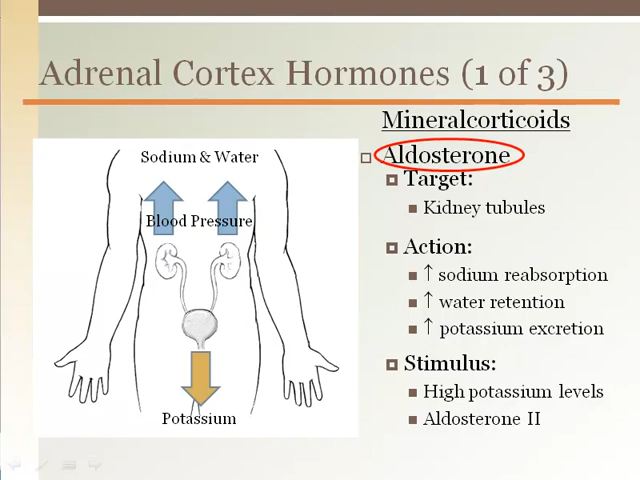 Adrenal Cortex Hormones (1 of 3)
Mineralcorticoids
Aldosterone
Target:
Kidney tubules
Action:
↑ sodium reabsorption
↑ water retention
↑ potassium excretion
Stimulus:
High potassium levels
Aldosterone II
Sodium & Water
Blood Pressure
Potassium